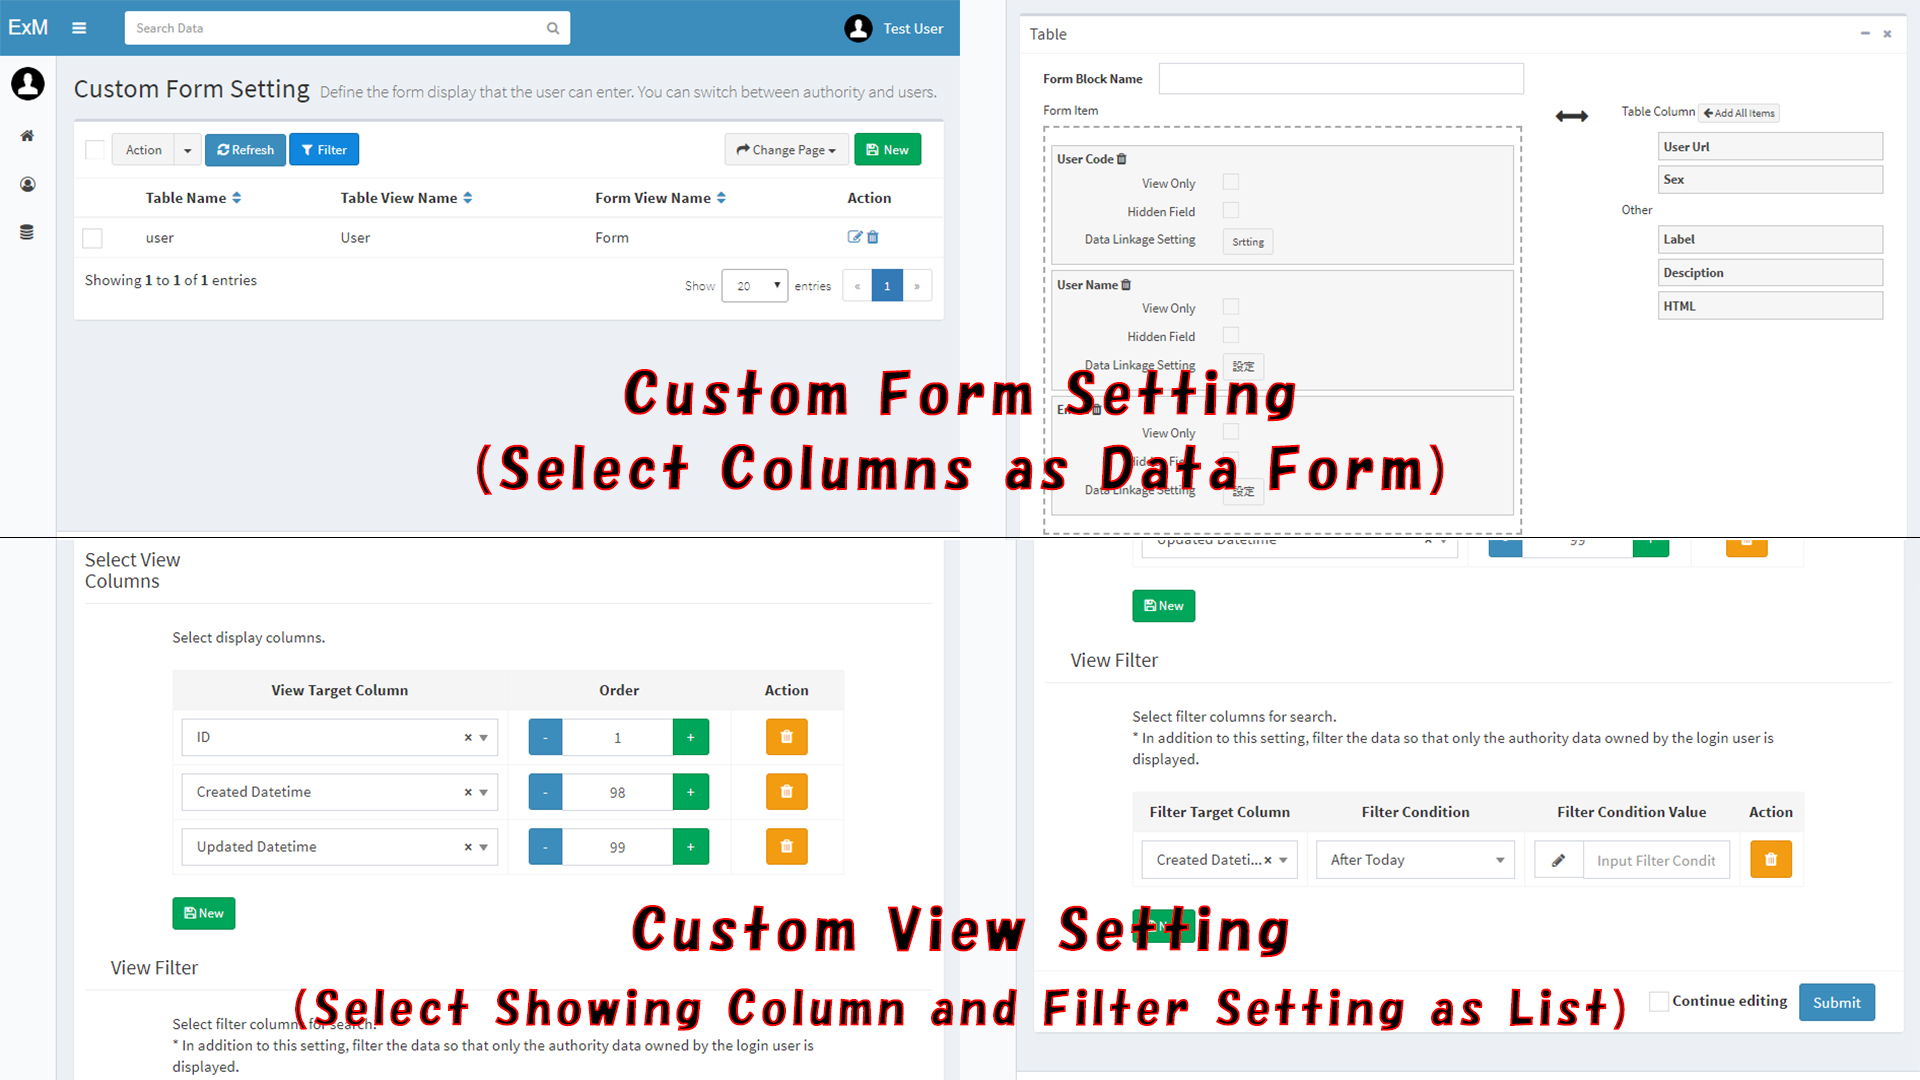 ExM
Search Data
Test User
Custom Form Setting Define the form display that the user can enter. You can switch between authority and users.
Action Refresh Filter Change Page New
Table Name Table View Name Form View Name Action
user User Form
Showing 1 to 1 of 1 entries
Show 20 entries « 1 »
Table
Form Block Name
Form Item
User Code
View Only
Hidden Field
Data Linkage Setting Srtting
User Name
View Only
Hidden Field
Data Linkage Setting 設定
View Only
Data Linkage Setting 設定
Table Column Add All Items
User Url
Sex
Other
Label
Desciption
HTML
Custom Form Setting
(Select Columns as Data Form)
Select View
Columns
Select display columns.
View Target Column Order Action
ID × - 1 +
Created Datetime × - 98 +
Updated Datetime × - 99 +
New
View Filter
Select filter columns for search.
* In addition to this setting, filter the data so that only the authority data owned by the login user is
displayed.
Updated Datetime 99
New
View Filter
Select filter columns for search.
* In addition to this setting, filter the data so that only the authority data owned by the login user is
displayed.
Filter Target Column Filter Condition Filter Condition Value Action
Created Dateti...× After Today Input Filter Condit
Custom View Setting
(Select Showing Column and Filter Setting as List)
Continue editing Submit